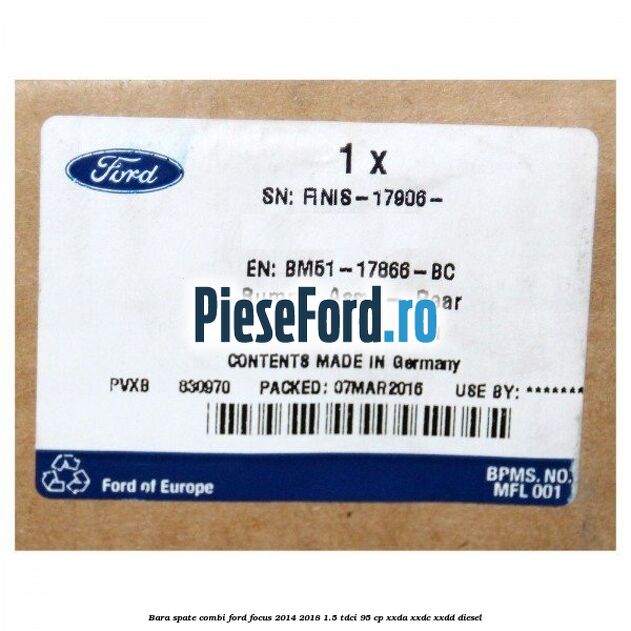 Ford
1 x
SN: FINIS-17906-
EN: BM51-17866-BC
Rear
PieseFord.ro
CONTENTS MADE IN Germany
PVXB 830970 PACKED: 07MAR2016 USE BY: *******
Ford of Europe
BPMS. NO.
MFL 001
Bara spate combi ford focus 2014 2018 1.5 tdci 95 cp xxda xxdc xxdd diesel